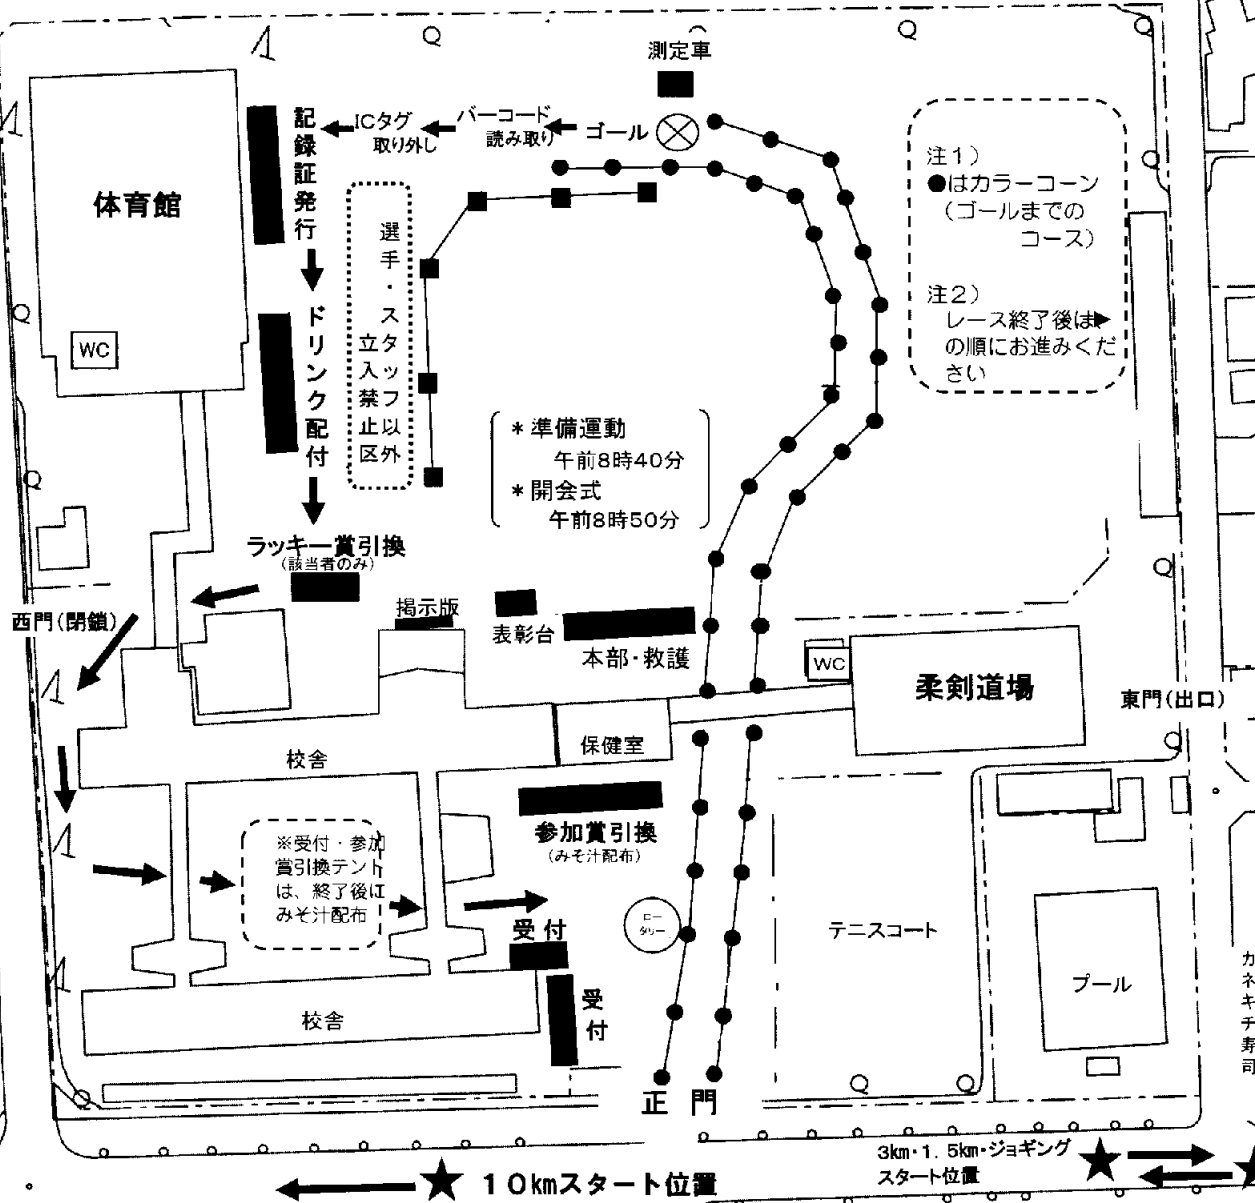 測定車
ゴール
バーコード
読み取り
ICタグ
取り外し
記録証発行
体育館
WC
ドリンク配付
選手・スタッフ以外
立入禁止区
注1)
●はカラーコーン
(ゴールまでの
コース)
注2)
レース終了後は▶
の順にお進みくだ
さい
*準備運動
午前8時40分
*開会式
午前8時50分
ラッキー賞引換
(該当者のみ)
西門(閉鎖)
掲示版
表彰台
本部・救護
WC
柔剣道場
東門(出口)
校舎
保健室
参加賞引換
(みそ汁配布)
※受付・参加
賞引換テント
は、終了後に
みそ汁配布
受付
ロー
タリー
テニスコート
プール
カネキチ寿司
校舎
受付
正門
3km・1.5km・ジョギング
スタート位置
★10kmスタート位置